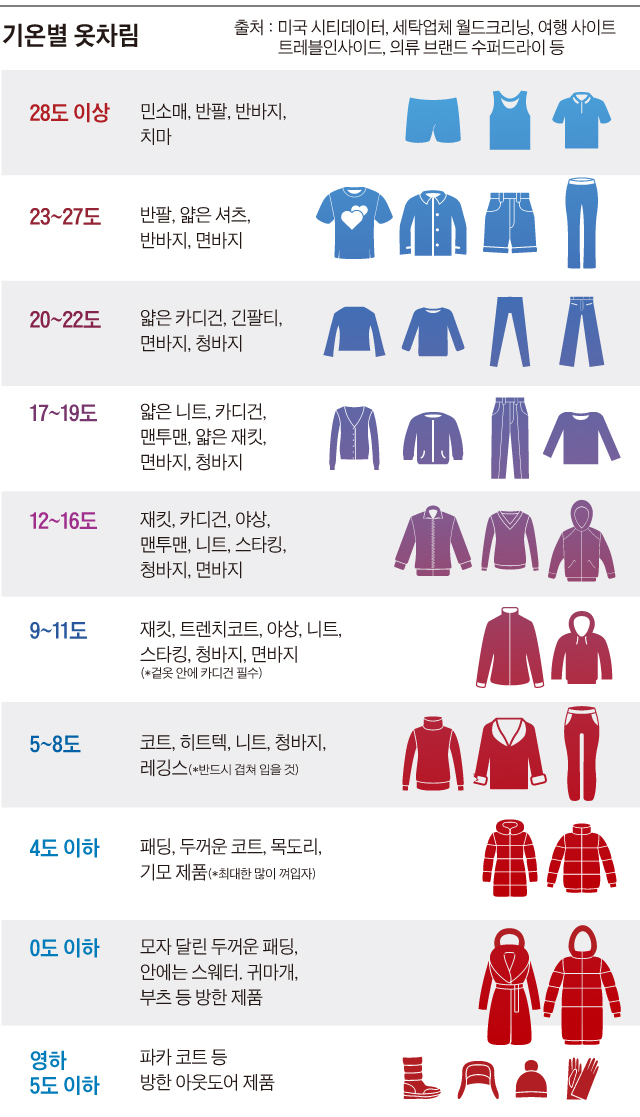 기온별 옷차림
출처 : 미국 시티데이터, 세탁업체 월드크리닝, 여행 사이트
트레블인사이드, 의류 브랜드 수퍼드라이 등
28도 이상
민소매, 반팔, 반바지,
치마
23~27도
반팔, 얇은 셔츠,
반바지, 면바지
20~22도
얇은 카디건, 긴팔티,
면바지, 청바지
17~19도
얇은 니트, 카디건,
맨투맨, 얇은 재킷,
면바지, 청바지
12~16도
재킷, 카디건, 야상,
맨투맨, 니트, 스타킹,
청바지, 면바지
9~11도
재킷, 트렌치코트, 야상, 니트,
스타킹, 청바지, 면바지
(*겉옷 안에 카디건 필수)
5~8도
코트, 히트텍, 니트, 청바지,
레깅스(*반드시 겹쳐 입을 것)
4도 이하
패딩, 두꺼운 코트, 목도리,
기모 제품(*최대한 많이 껴입자)
0도 이하
모자 달린 두꺼운 패딩,
안에는 스웨터. 귀마개,
부츠 등 방한 제품
영하
5도 이하
파카 코트 등
방한 아웃도어 제품